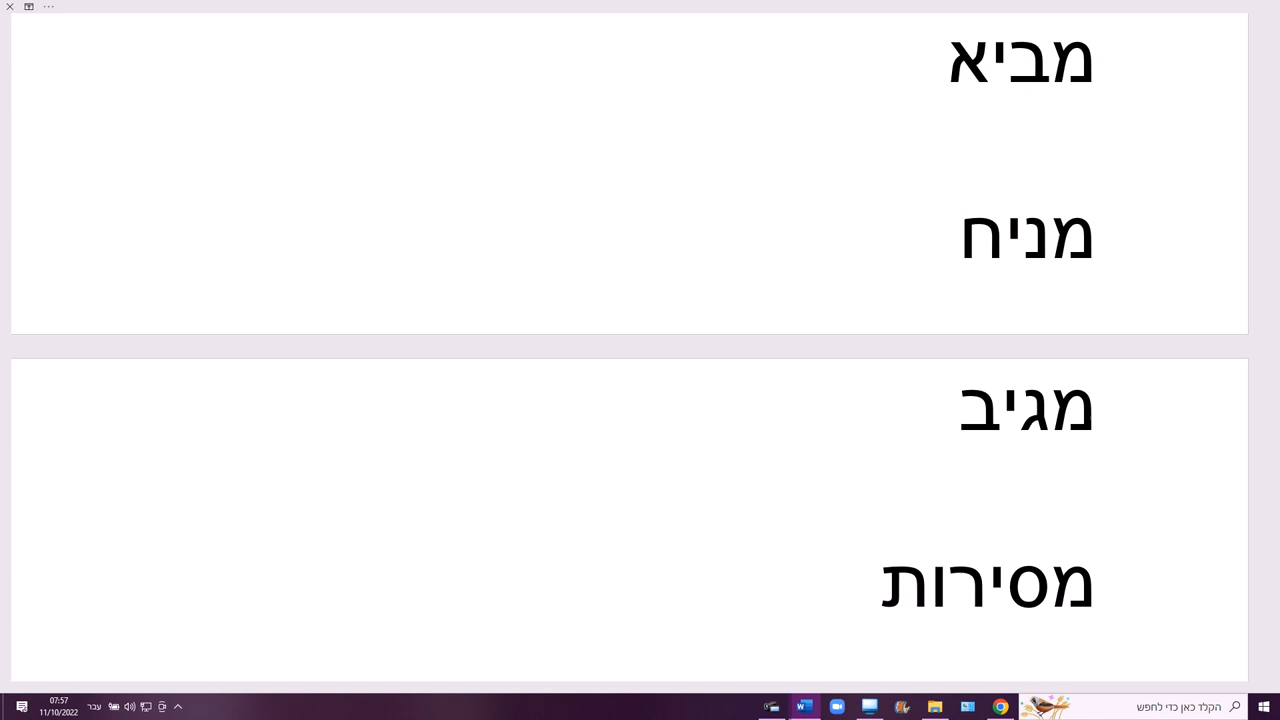 מביא
מניח
מגיב
מסירות
הקלד כאן כדי לחפש
עבר
07:57
11/10/2022